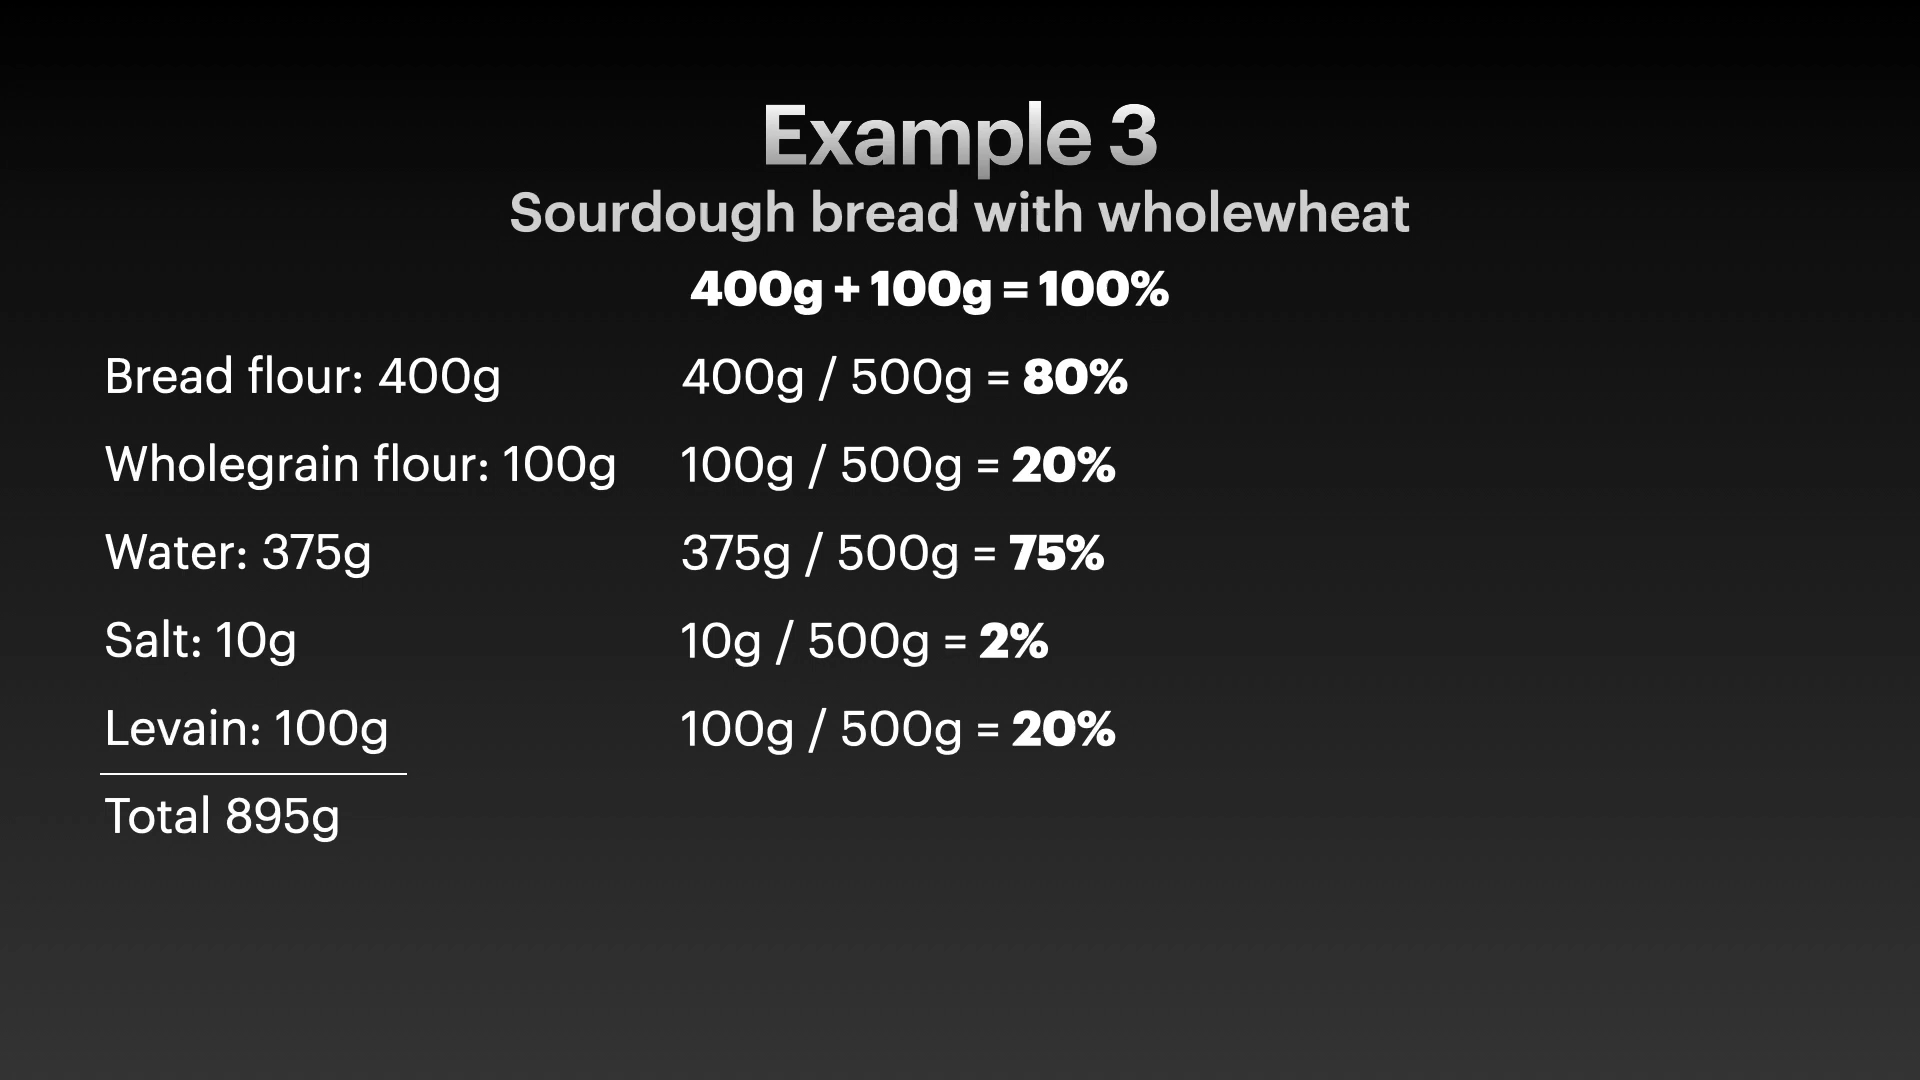 Example 3
Sourdough bread with wholewheat
400g + 100g = 100%
Bread flour: 400g 400g / 500g = 80%
Wholegrain flour: 100g 100g / 500g = 20%
Water: 375g 375g / 500g = 75%
Salt: 10g 10g / 500g = 2%
Levain: 100g 100g / 500g = 20%
Total 895g